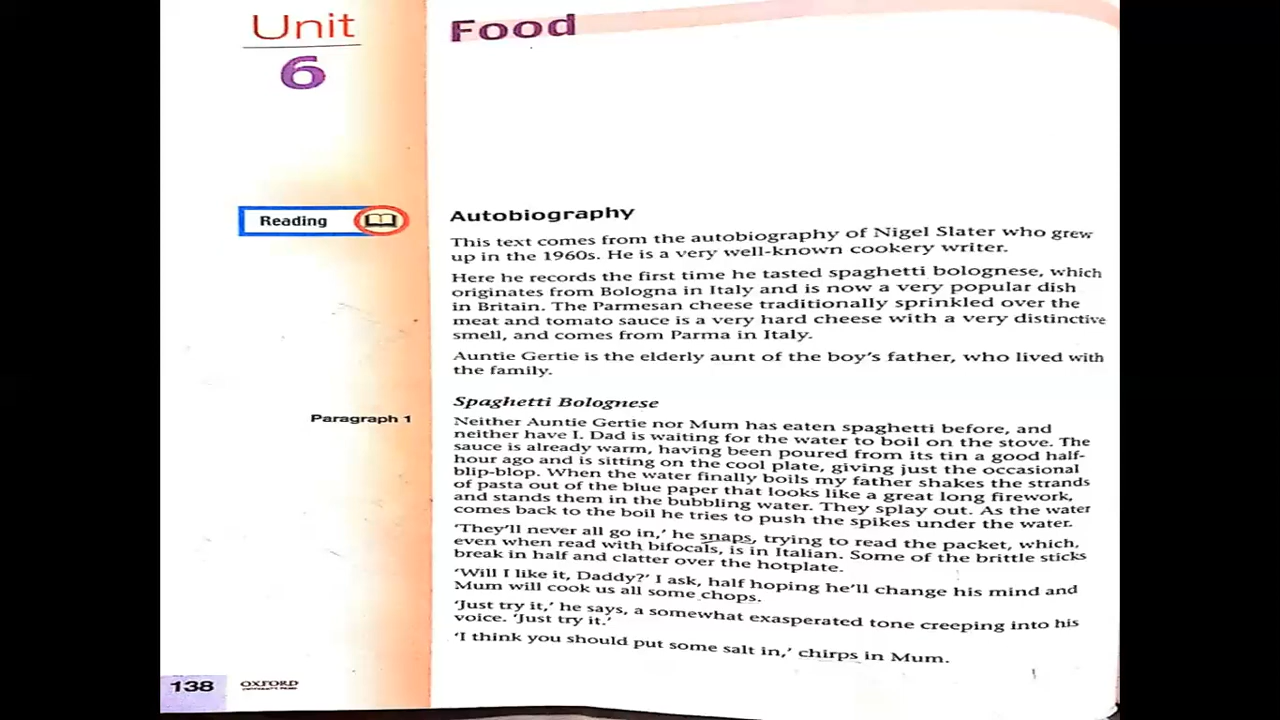 Unit
6
Food
Reading
Autobiography
This text comes from the autobiography of Nigel Slater who grew
up in the 1960s. He is a very well-known cookery writer.
Here he records the first time he tasted spaghetti bolognese, which
originates from Bologna in Italy and is now a very popular dish
in Britain. The Parmesan cheese traditionally sprinkled over the
meat and tomato sauce is a very hard cheese with a very distinctive
smell, and comes from Parma in Italy.
Auntie Gertie is the elderly aunt of the boy's father, who lived with
the family.
Spaghetti Bolognese
Paragraph 1
Neither Auntie Gertie nor Mum has eaten spaghetti before, and
neither have I. Dad is waiting for the water to boil on the stove. The
sauce is already warm, having been poured from its tin a good half-
hour ago and is sitting on the cool plate, giving just the occasional
blip-blop. When the water finally boils my father shakes the strands
of pasta out of the blue paper that looks like a great long firework,
and stands them in the bubbling water. They splay out. As the water
comes back to the boil he tries to push the spikes under the water.
'They'll never all go in,' he snaps, trying to read the packet, which,
even when read with bifocals, is in Italian. Some of the brittle sticks
break in half and clatter over the hotplate.
'Will I like it, Daddy?' I ask, half hoping he'll change his mind and
Mum will cook us all some chops.
'Just try it,' he says, a somewhat exasperated tone creeping into his
voice. 'Just try it.'
'I think you should put some salt in,' chirps in Mum.
138
OXFORD
UNIVERSITY PRESS